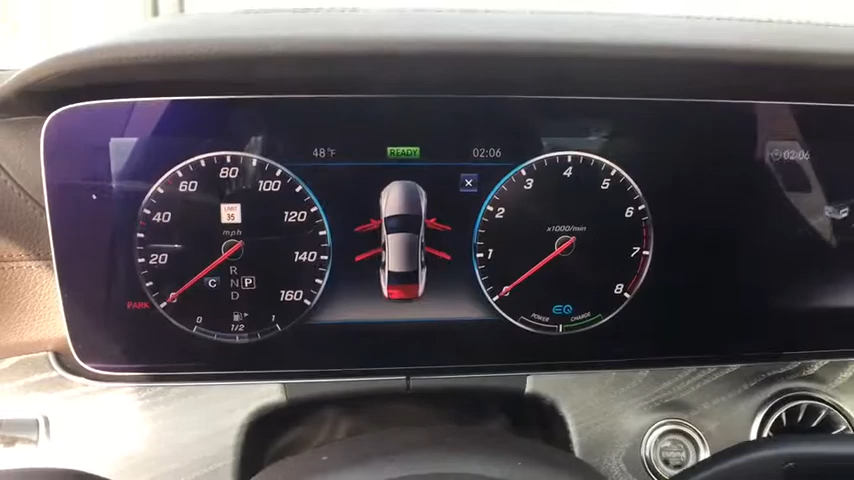 48°F
READY
02:06
02:06
LIMIT
35
mph
20
40
60
80
100
120
140
160
R
C N P
D
PARK
0 1/2 1
x1000/min
1
2
3
4
5
6
7
8
EQ
POWER
CHARGE